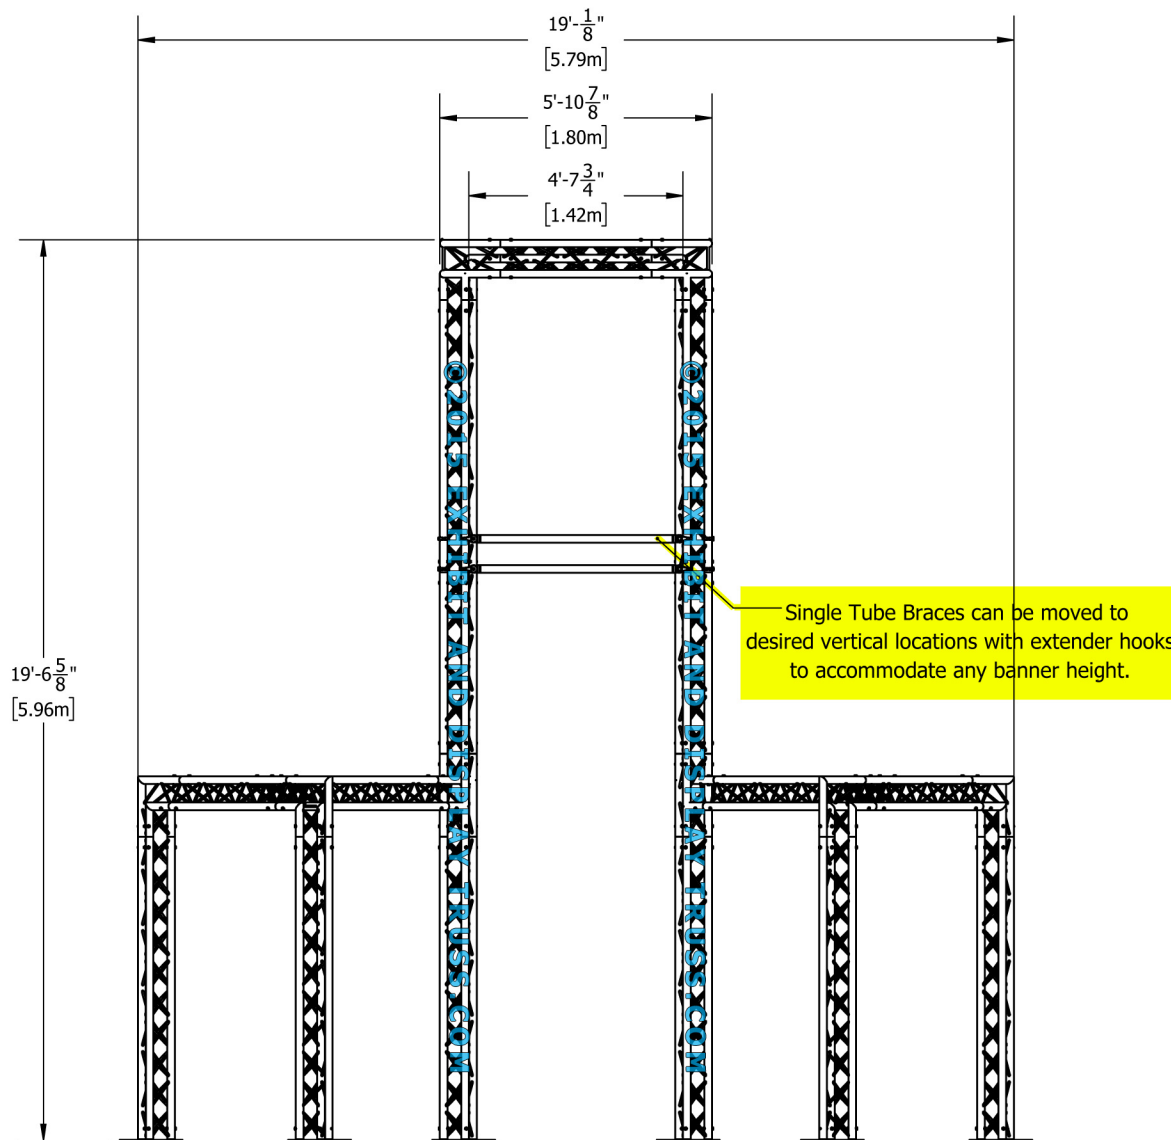 19'-1/8"
[5.79m]
5'-10 7/8"
[1.80m]
4'-7 3/4"
[1.42m]
©2015 EXHIBIT AND DISPLAY TRUSS.COM
©2015 EXHIBIT AND DISPLAY TRUSS.COM
Single Tube Braces can be moved to
desired vertical locations with extender hooks
to accommodate any banner height.
19'-6 5/8"
[5.96m]